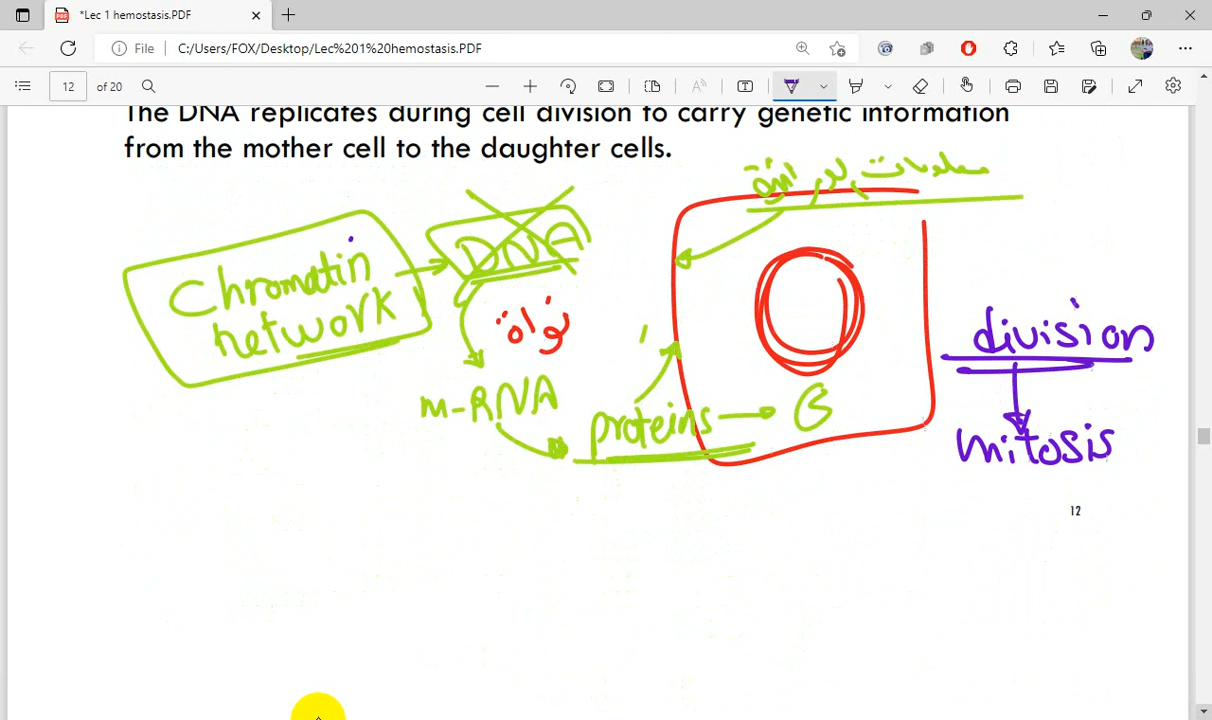 *Lec 1 hemostasis.PDF
File C:/Users/FOX/Desktop/Lec%201%20hemostasis.PDF
12 of 20
The DNA replicates during cell division to carry genetic information
from the mother cell to the daughter cells.
معلومات
Chromatin
network
DNA
نواة
m-RNA
proteins
division
mitosis
12